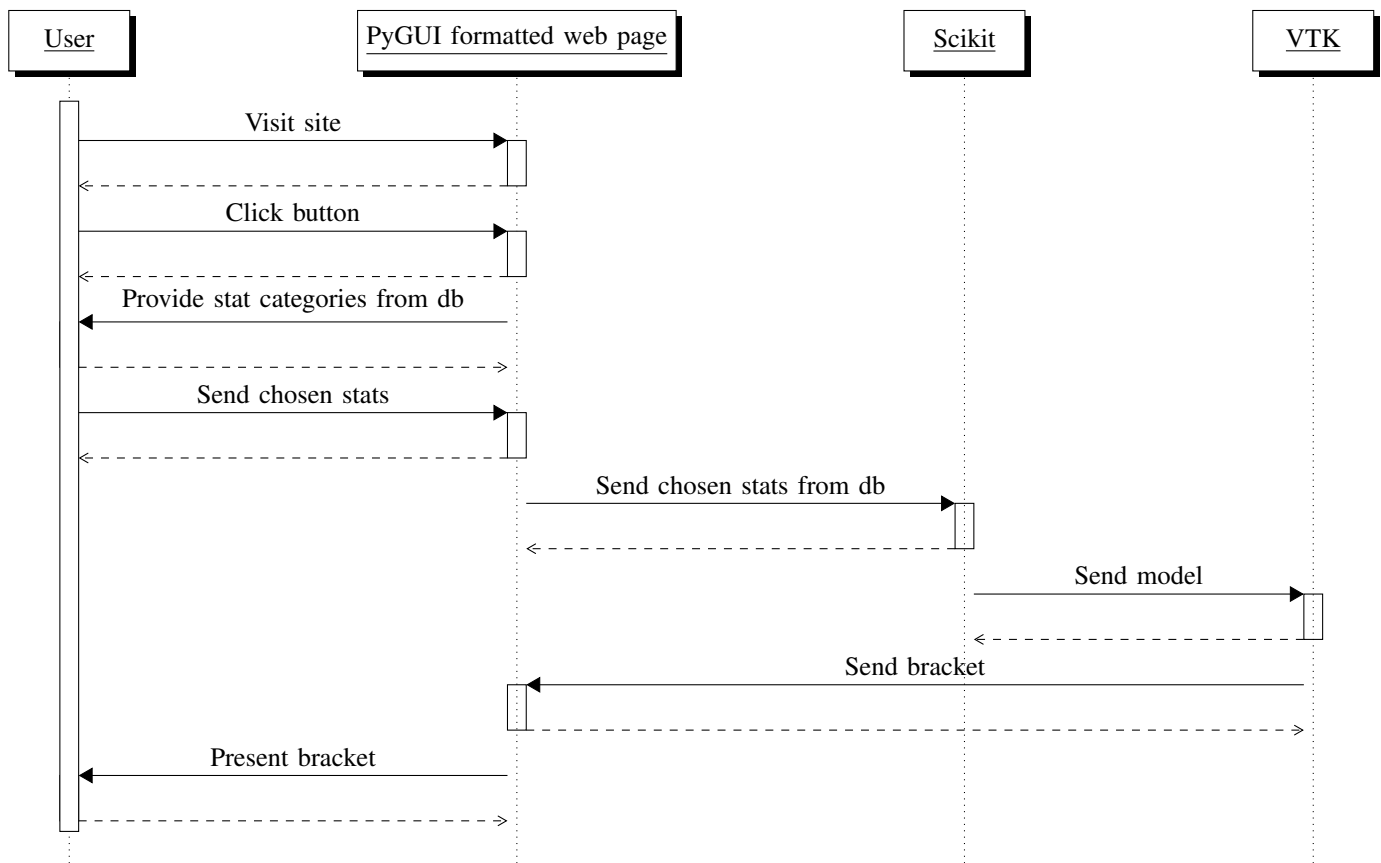 User
PyGUI formatted web page
Scikit
VTK
Visit site
Click button
Provide stat categories from db
Send chosen stats
Send chosen stats from db
Send model
Send bracket
Present bracket